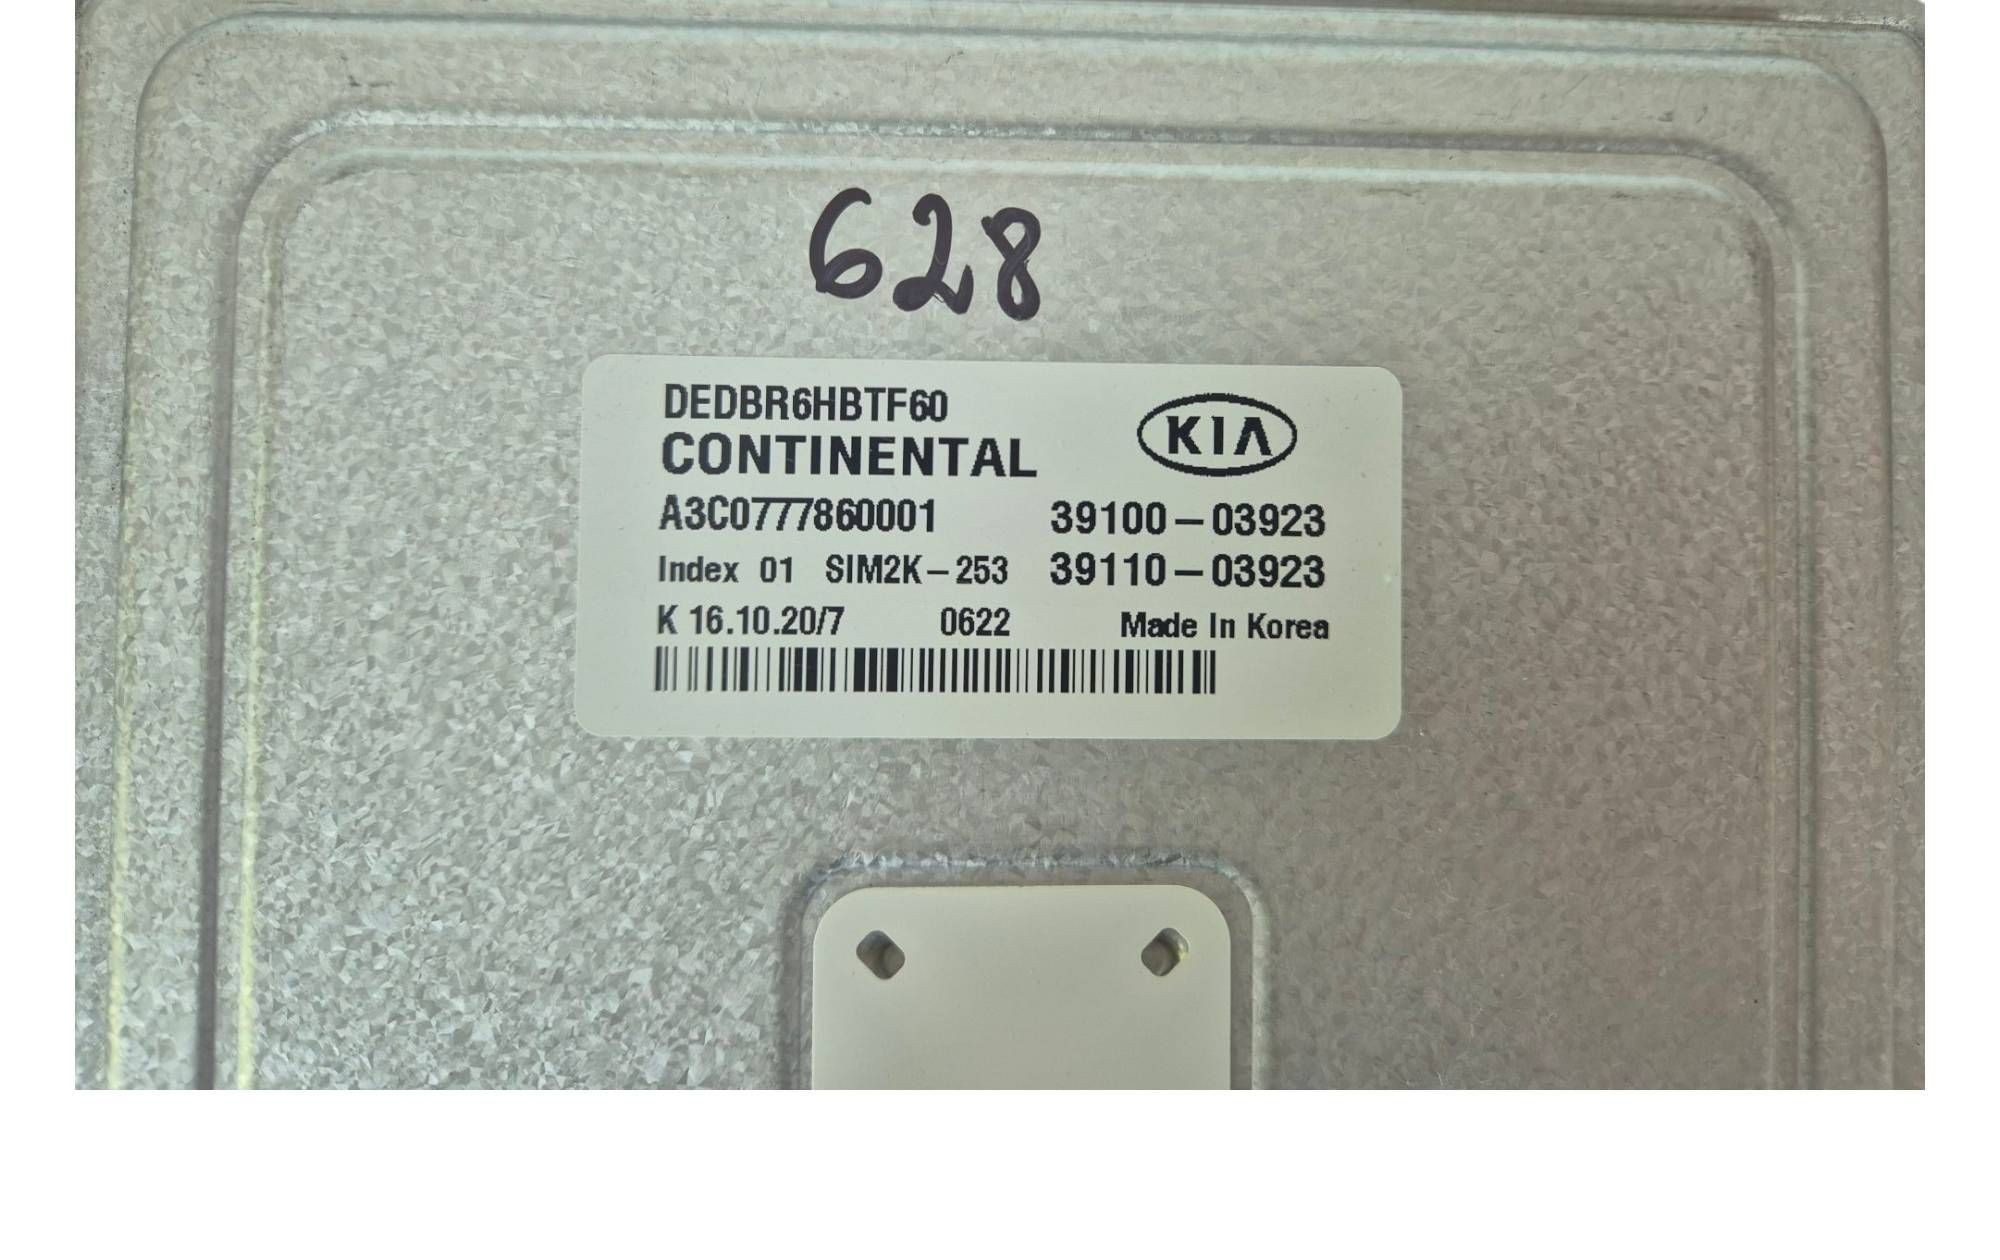 628
DEDBR6HBTF60
CONTINENTAL KIA
A3C0777860001 39100-03923
Index 01 SIM2K-253 39110-03923
K 16.10.20/7 0622 Made In Korea